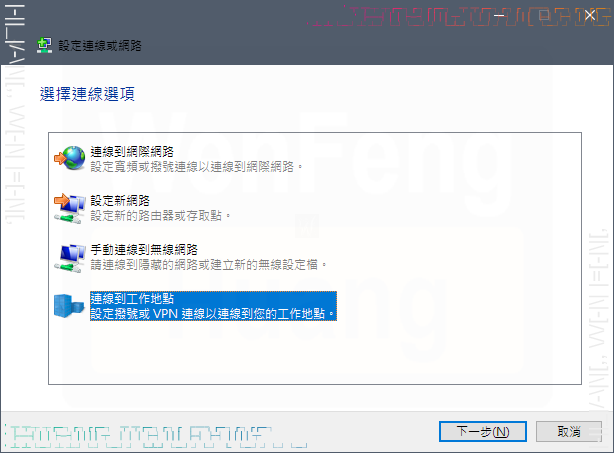 設定連線或網路
選擇連線選項
連線到網際網路
設定寬頻或撥號連線以連線到網際網路。
設定新網路
設定新的路由器或存取點。
手動連線到無線網路
請連線到隱藏的網路或建立新的無線設定檔。
連線到工作地點
設定撥號或 VPN 連線以連線到您的工作地點。
下一步(N)
取消